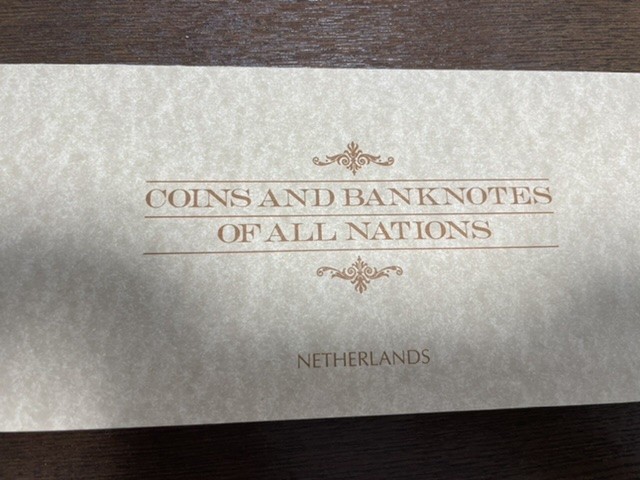 COINS AND BANKNOTES
OF ALL NATIONS
NETHERLANDS